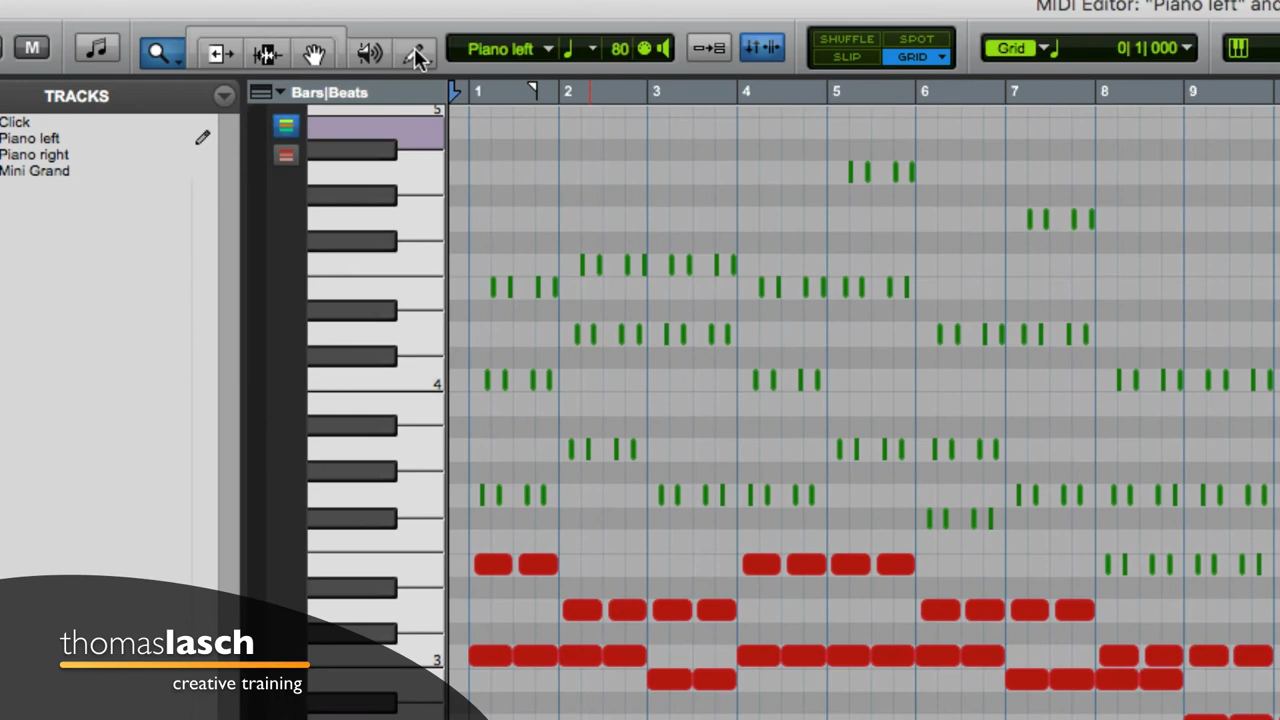 MIDI Editor: "Piano left" and
M
Piano left
80
SHUFFLE
SPOT
SLIP
GRID
Grid
0| 1| 000
TRACKS
Bars|Beats
1 2 3 4 5 6 7 8 9
Click
Piano left
Piano right
Mini Grand
5
4
3
thomaslasch
creative training